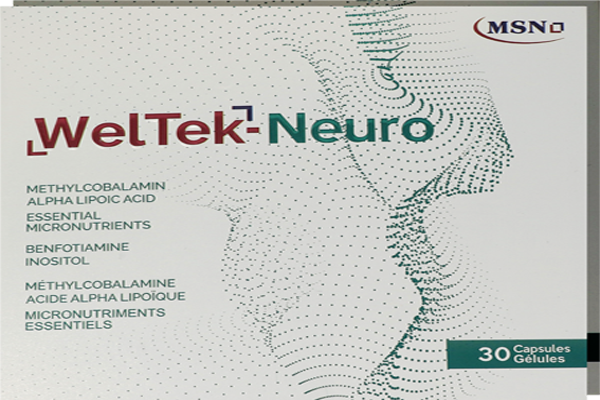 MSN
WelTek-Neuro
METHYLCOBALAMIN
ALPHA LIPOIC ACID
ESSENTIAL
MICRONUTRIENTS
BENFOTIAMINE
INOSITOL
MÉTHYLCOBALAMINE
ACIDE ALPHA LIPOÏQUE
MICRONUTRIMENTS
ESSENTIELS
30 Capsules
Gélules